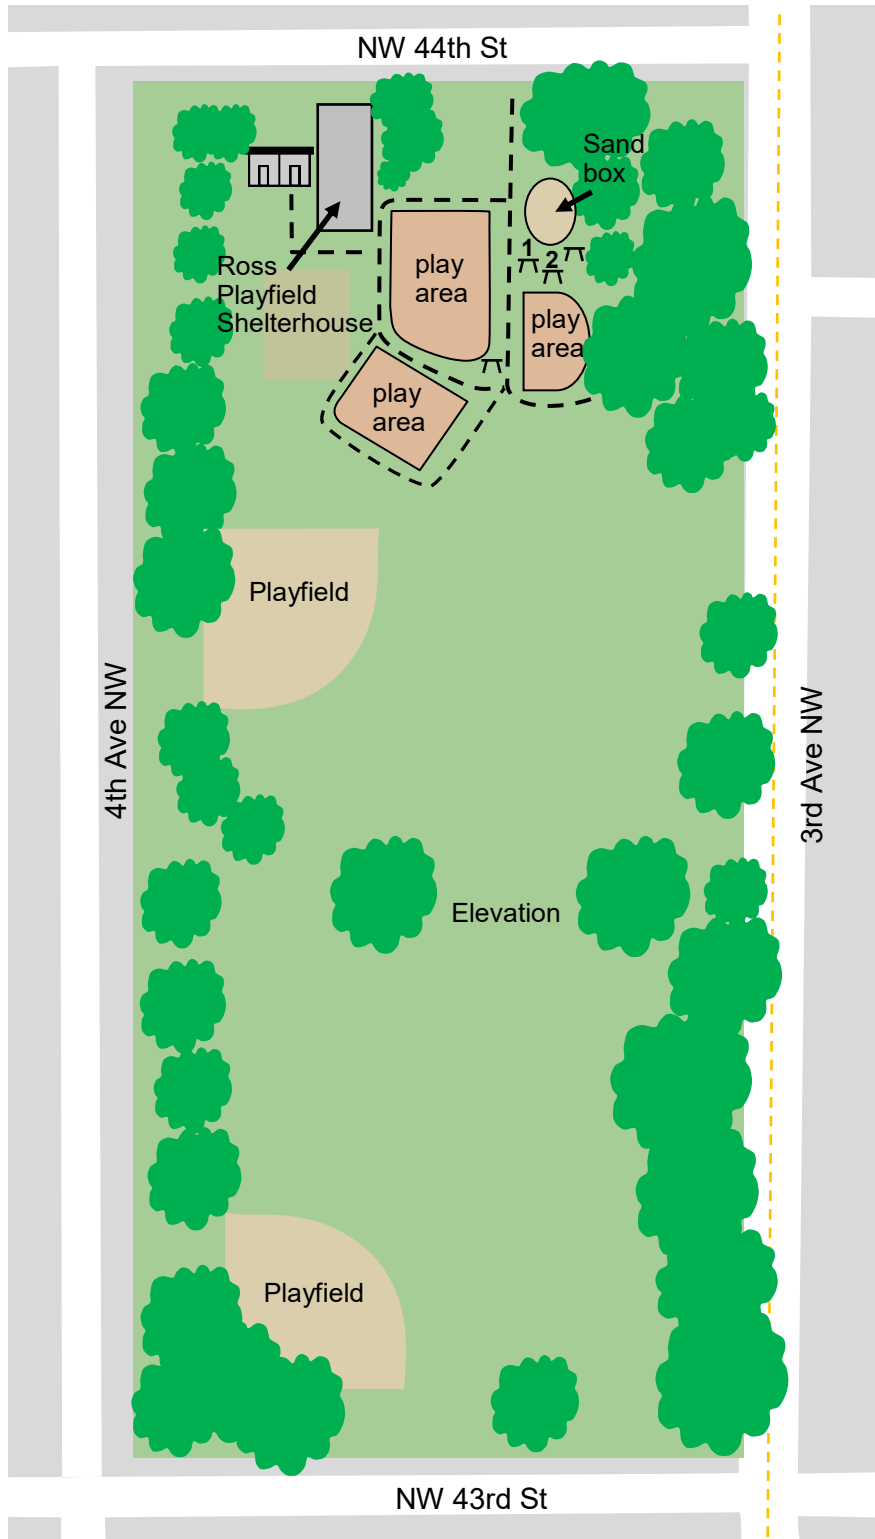 NW 44th St
Sand
box
1
2
play
area
Ross
Playfield
Shelterhouse
play
area
play
area
Playfield
4th Ave NW
3rd Ave NW
Elevation
Playfield
NW 43rd St